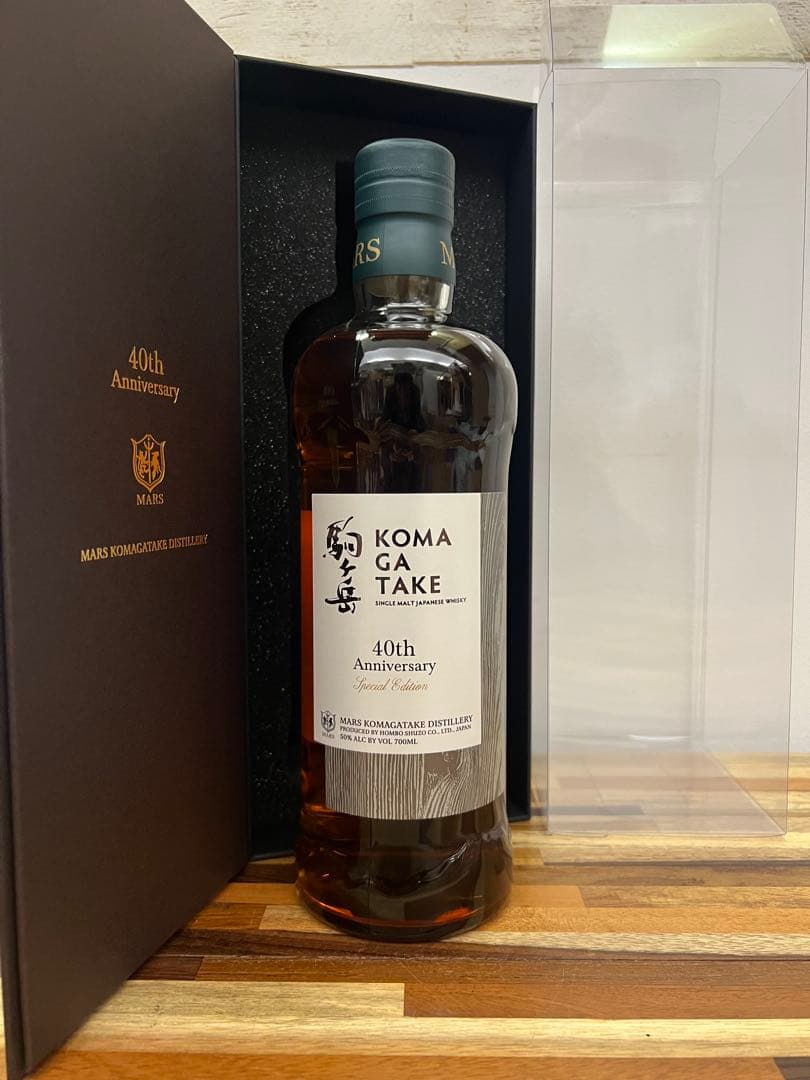 40th
Anniversary
MARS
MARS KOMAGATAKE DISTILLERY
RS M
駒ヶ岳
KOMA
GA
TAKE
SINGLE MALT JAPANESE WHISKY
40th
Anniversary
Special Edition
MARS
MARS KOMAGATAKE DISTILLERY
PRODUCED BY HOMBO SHUZO CO., LTD., JAPAN
50% ALC BY VOL 700ML